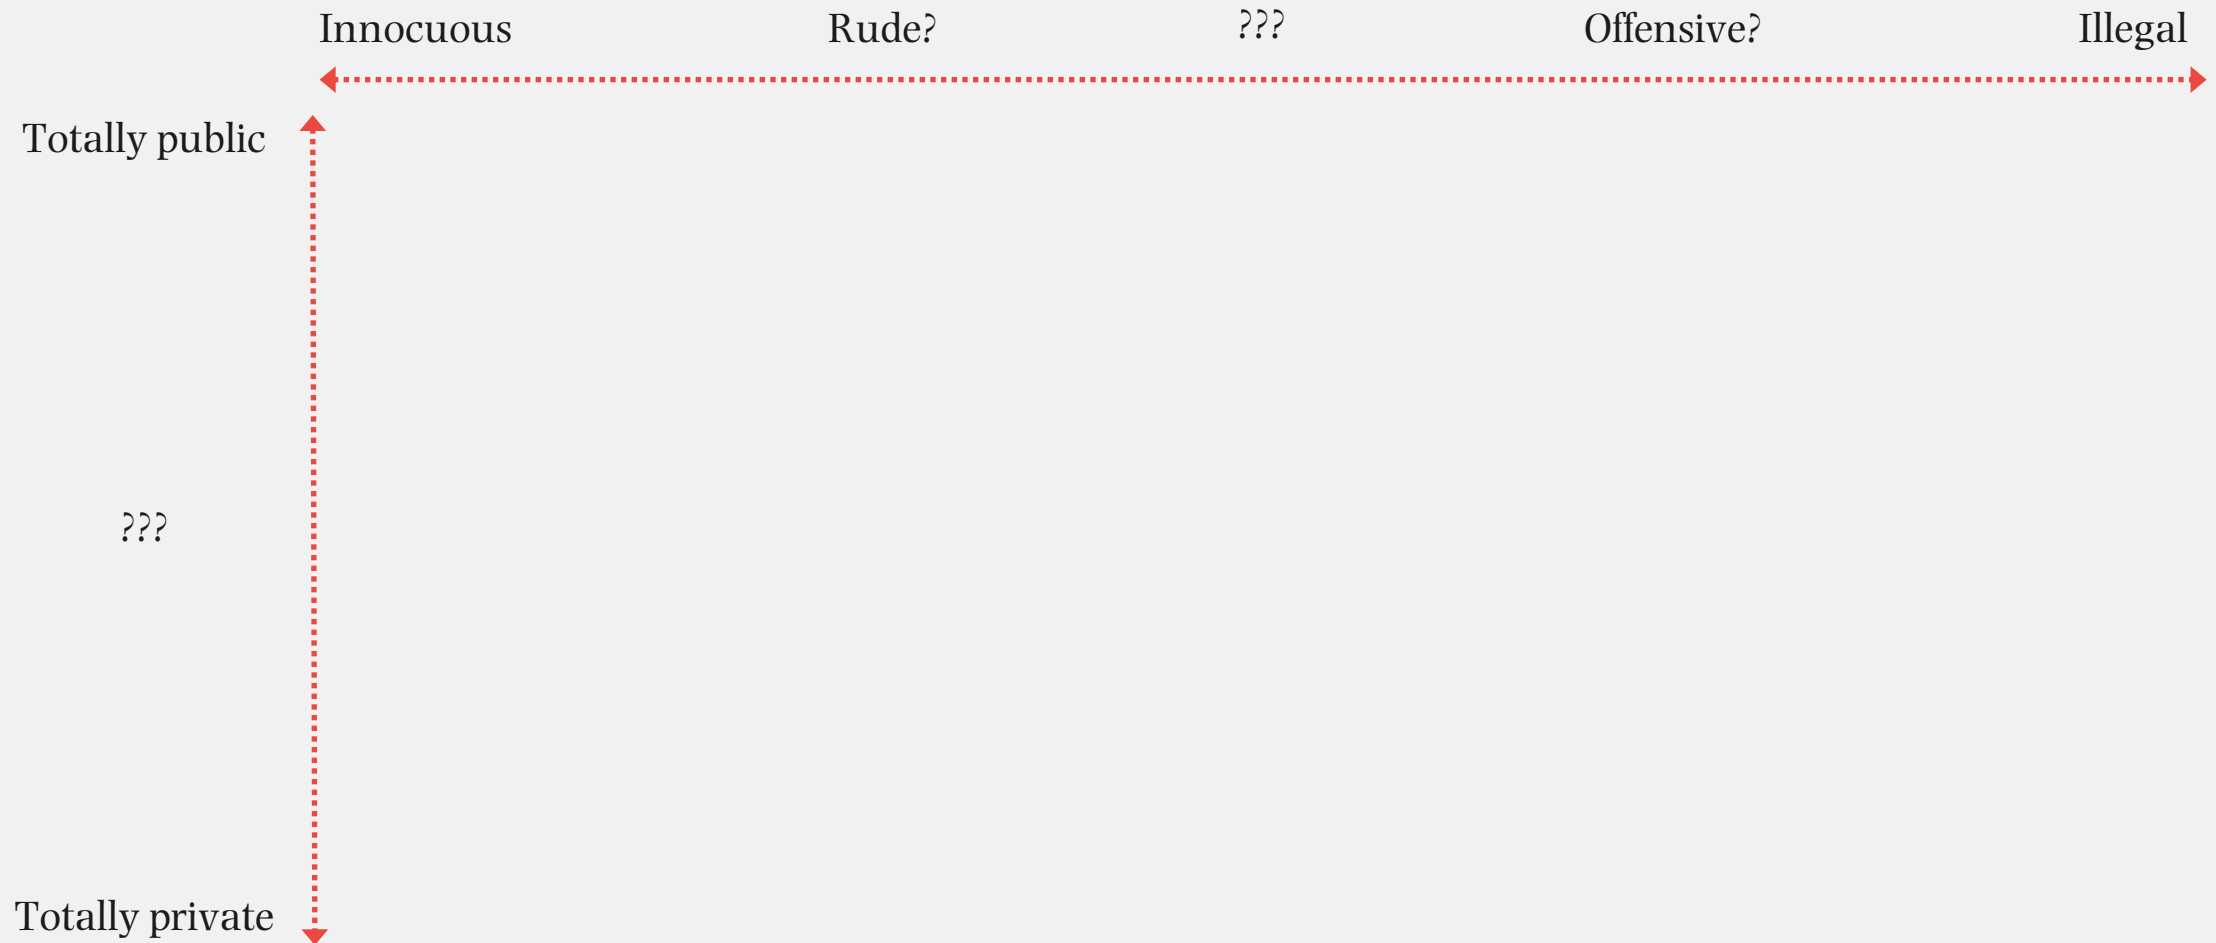 Innocuous Rude? ??? Offensive? Illegal
Totally public
???
Totally private